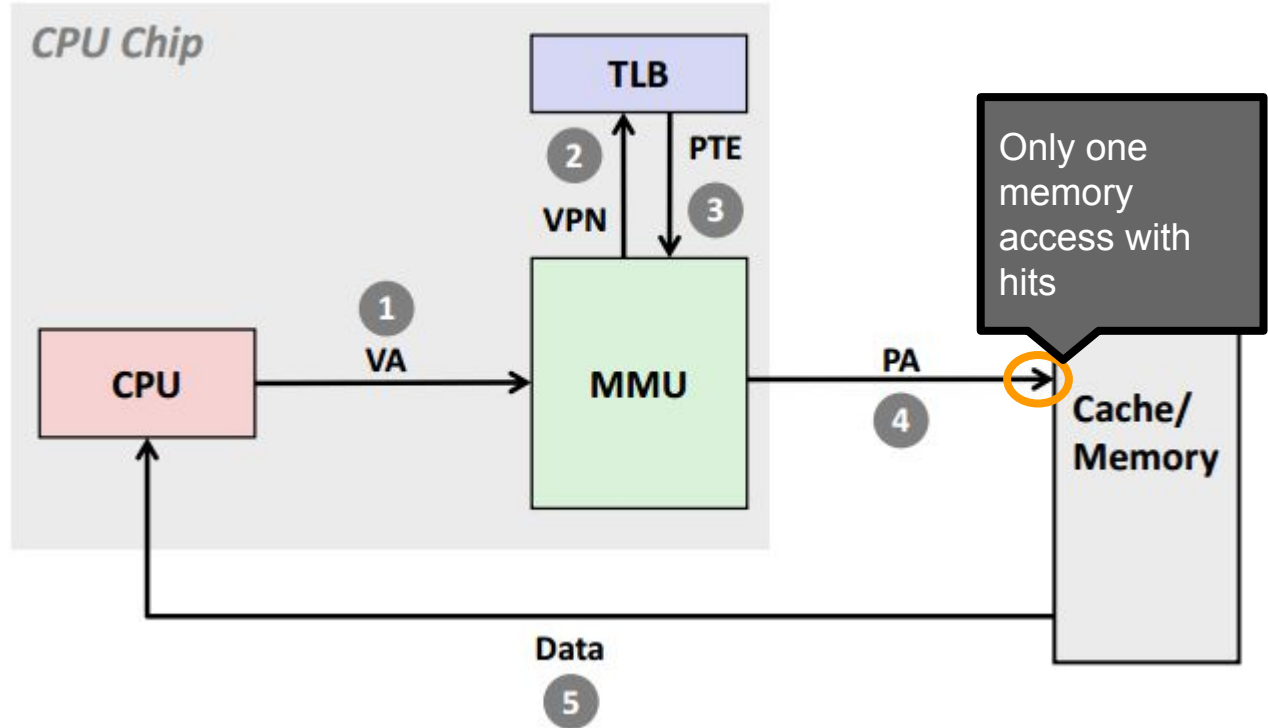 CPU Chip
TLB
2
PTE
VPN
3
Only one
memory
access with
hits
1
VA
CPU
MMU
PA
4
Cache/
Memory
Data
5